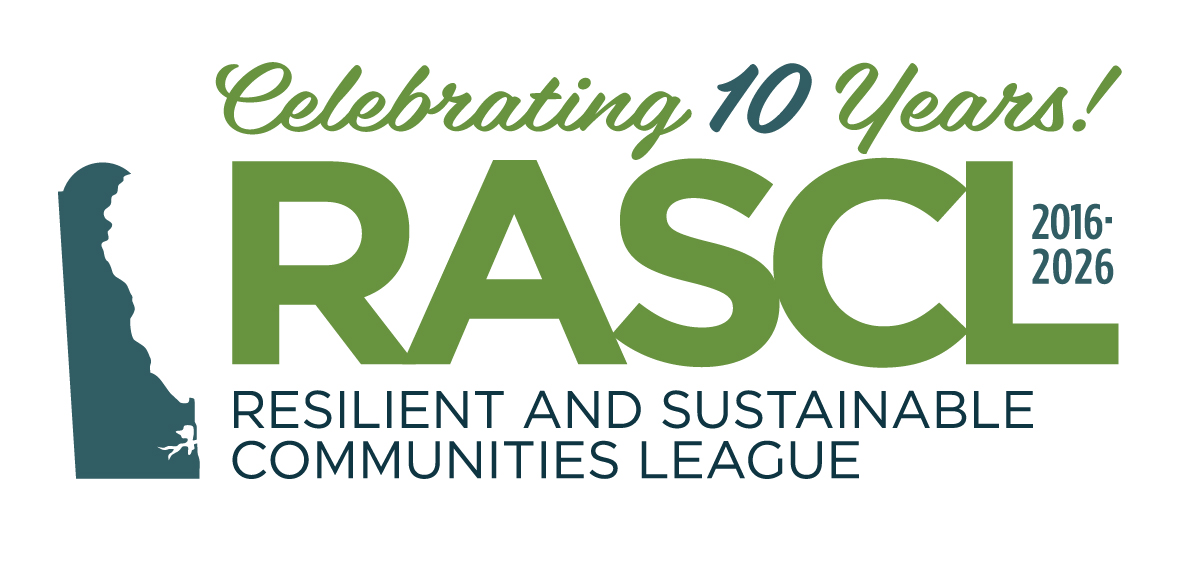 Celebrating 10 Years!
RASCL
2016-
2026
RESILIENT AND SUSTAINABLE
COMMUNITIES LEAGUE